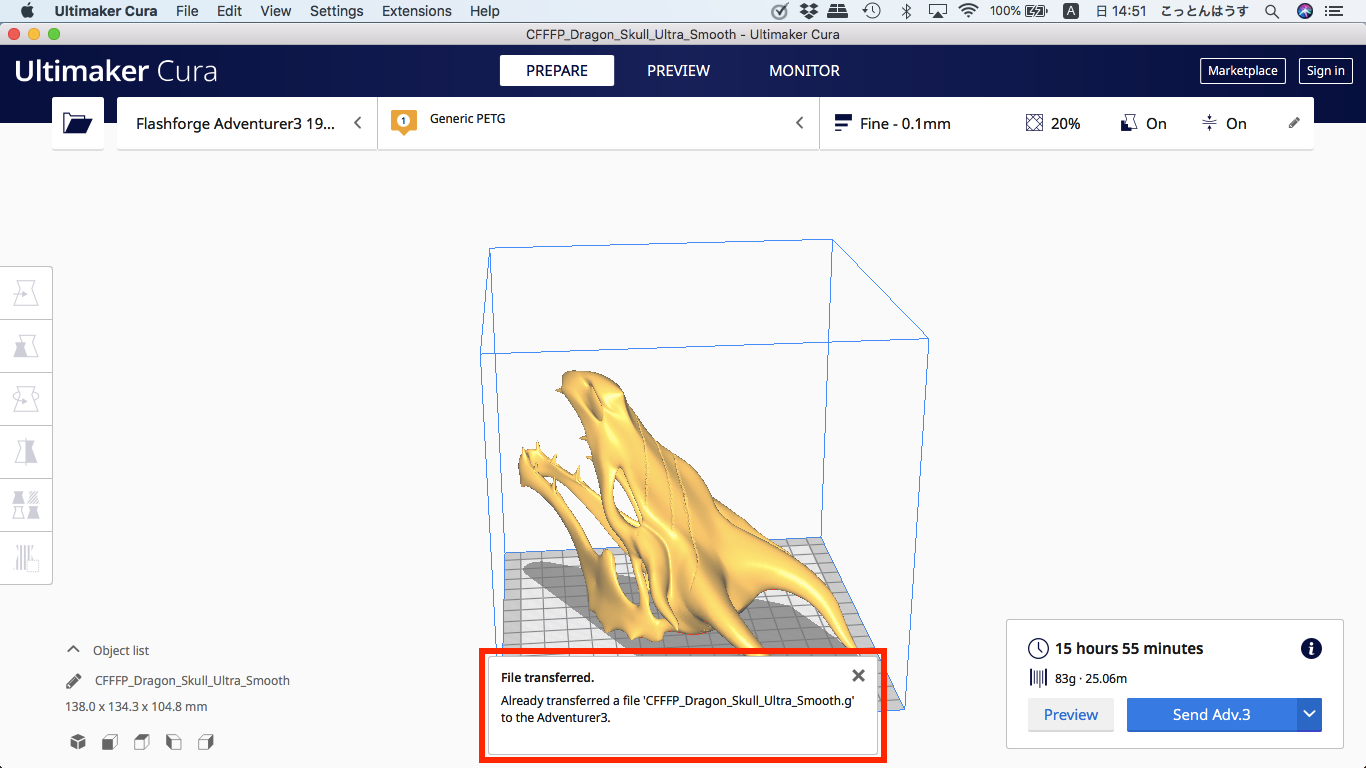 Ultimaker Cura File Edit View Settings Extensions Help 100% A 日 14:51 こっとんはうす
CFFFP_Dragon_Skull_Ultra_Smooth - Ultimaker Cura
Ultimaker Cura PREPARE PREVIEW MONITOR Marketplace Sign in
Flashforge Adventurer3 19... 1 Generic PETG Fine - 0.1mm 20% On On
Object list
CFFFP_Dragon_Skull_Ultra_Smooth
138.0 x 134.3 x 104.8 mm
File transferred.
Already transferred a file 'CFFFP_Dragon_Skull_Ultra_Smooth.g'
to the Adventurer3.
15 hours 55 minutes
83g · 25.06m
Preview Send Adv.3